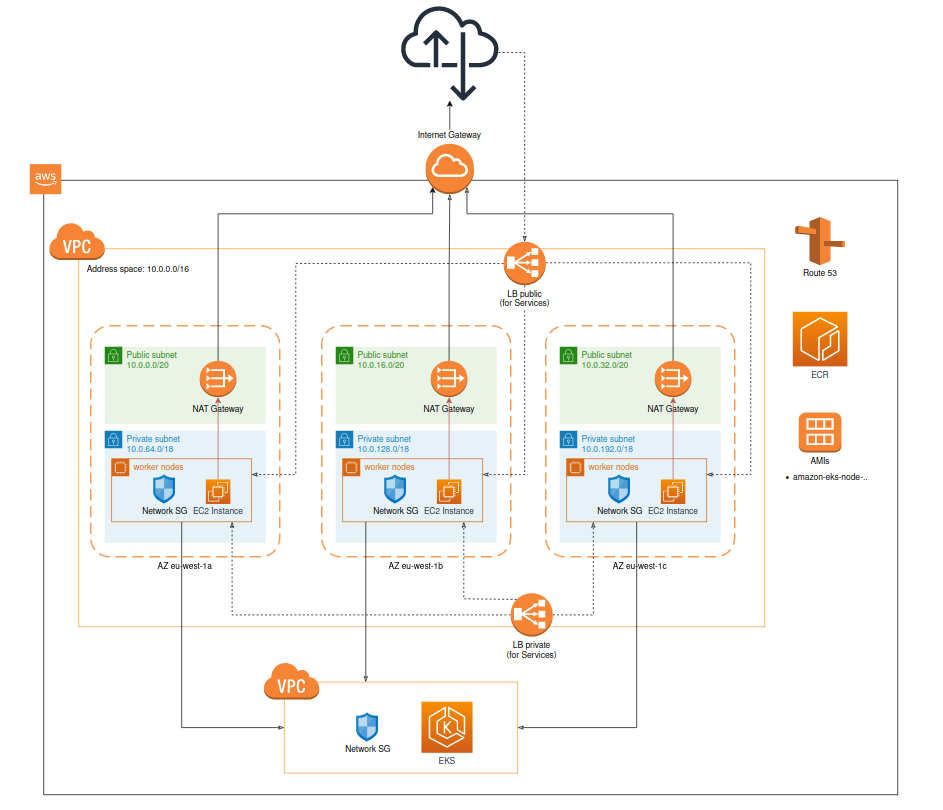 Internet Gateway
aws
VPC
Address space: 10.0.0.0/16
LB public
(for Services)
Route 53
ECR
AMIs
• amazon-eks-node-..
Public subnet
10.0.0.0/20
NAT Gateway
Private subnet
10.0.64.0/18
worker nodes
Network SG
EC2 Instance
AZ eu-west-1a
Public subnet
10.0.16.0/20
NAT Gateway
Private subnet
10.0.128.0/18
worker nodes
Network SG
EC2 Instance
AZ eu-west-1b
Public subnet
10.0.32.0/20
NAT Gateway
Private subnet
10.0.192.0/18
worker nodes
Network SG
EC2 Instance
AZ eu-west-1c
LB private
(for Services)
VPC
Network SG
K
EKS